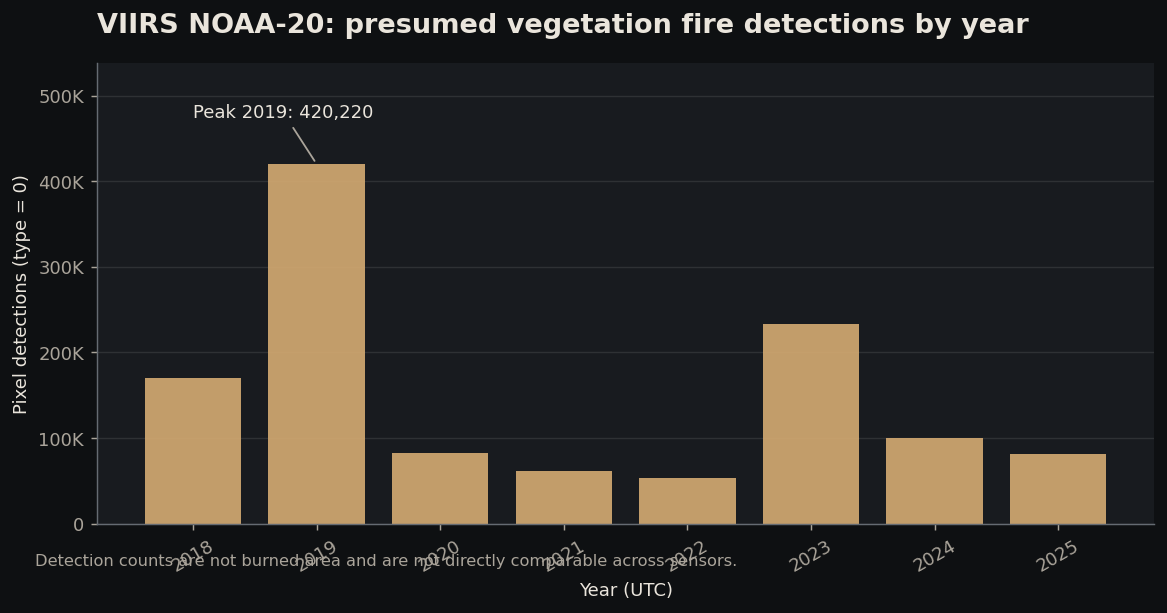 VIIRS NOAA-20: presumed vegetation fire detections by year
Pixel detections (type = 0)
500K
400K
300K
200K
100K
0
Peak 2019: 420,220
2018
2019
2020
2021
2022
2023
2024
2025
Detection counts are not burned area and are not directly comparable across sensors.
Year (UTC)